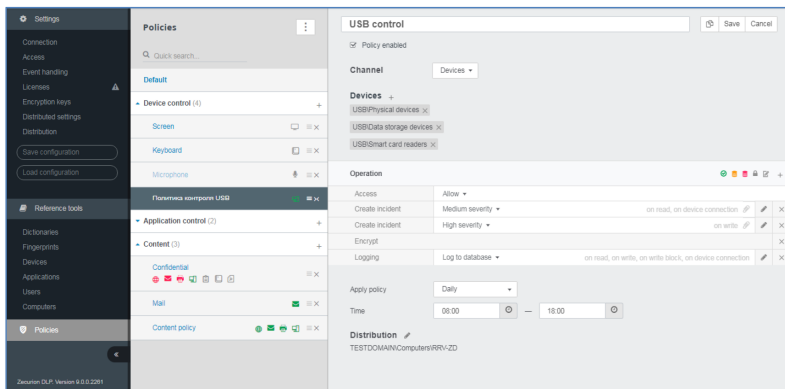 Settings
Connection
Access
Event handling
Licenses
Encryption keys
Distributed settings
Distribution
Save configuration
Load configuration
Reference tools
Dictionaries
Fingerprints
Devices
Applications
Users
Computers
Policies
Zecurion DLP. Version 9.0.0.2261
Policies
Quick search...
Default
Device control (4)
Screen
Keyboard
Microphone
Политика контроля USB
Application control (2)
Content (3)
Confidential
Mail
Content policy
USB control
Save Cancel
Policy enabled
Channel Devices
Devices +
USB\Physical devices ×
USB\Data storage devices ×
USB\Smart card readers ×
Operation
Access Allow
Create incident Medium severity on read, on device connection
Create incident High severity on write
Encrypt
Logging Log to database on read, on write, on write block, on device connection
Apply policy Daily
Time 08:00 — 18:00
Distribution
TESTDOMAIN\Computers\RRV-ZD